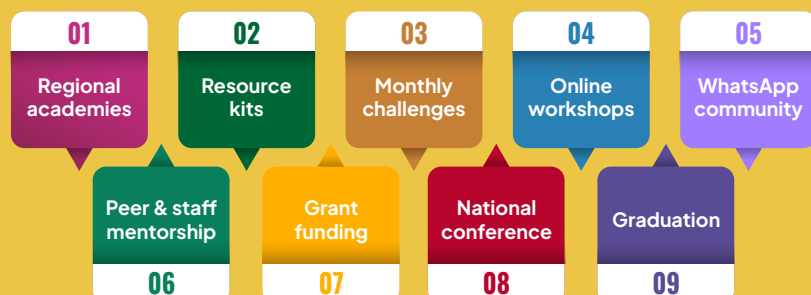 01
Regional
academies
02
Resource
kits
03
Monthly
challenges
04
Online
workshops
05
WhatsApp
community
Peer & staff
mentorship
06
Grant
funding
07
National
conference
08
Graduation
09